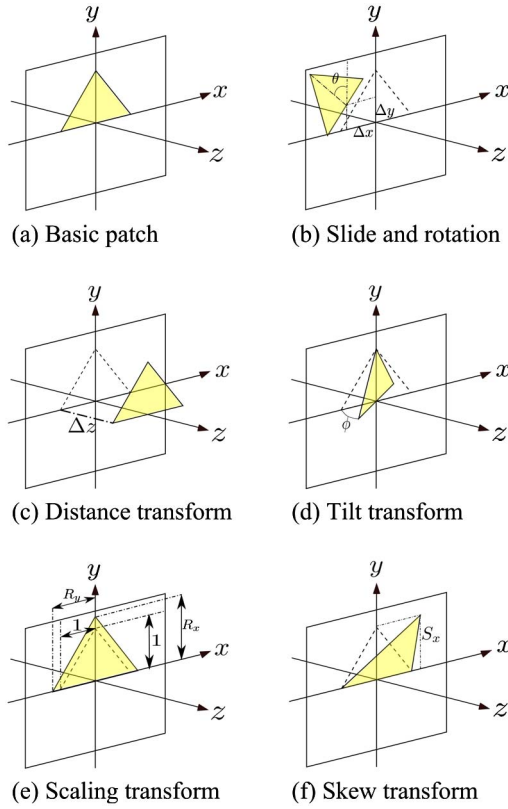 y
x
z
(a) Basic patch
y
θ
x
Δy
Δx
z
(b) Slide and rotation
y
x
Δz
z
(c) Distance transform
y
x
φ
z
(d) Tilt transform
y
R_y
1
1
R_x
x
z
(e) Scaling transform
y
S_x
x
z
(f) Skew transform